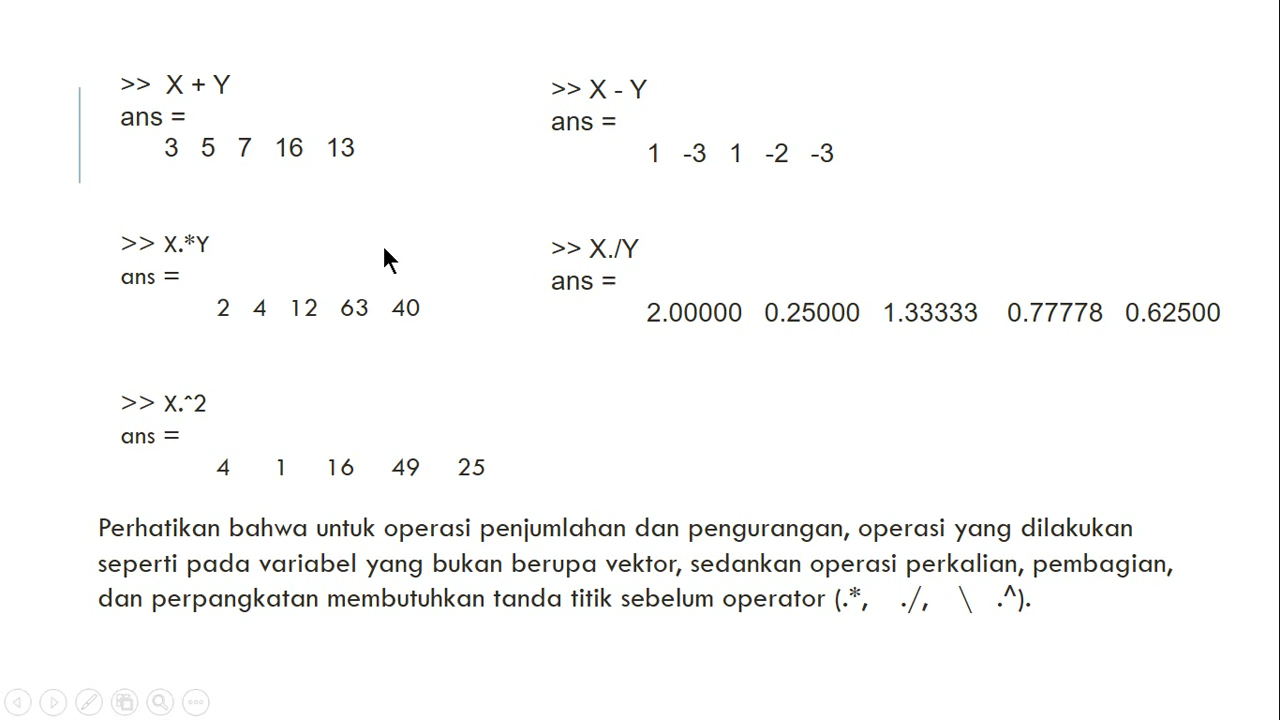 >> X + Y
ans =
3 5 7 16 13
>> X - Y
ans =
1 -3 1 -2 -3
>> X.*Y
ans =
2 4 12 63 40
>> X./Y
ans =
2.00000 0.25000 1.33333 0.77778 0.62500
>> X.^2
ans =
4 1 16 49 25
Perhatikan bahwa untuk operasi penjumlahan dan pengurangan, operasi yang dilakukan
seperti pada variabel yang bukan berupa vektor, sedankan operasi perkalian, pembagian,
dan perpangkatan membutuhkan tanda titik sebelum operator (.*, ./, \ .^).